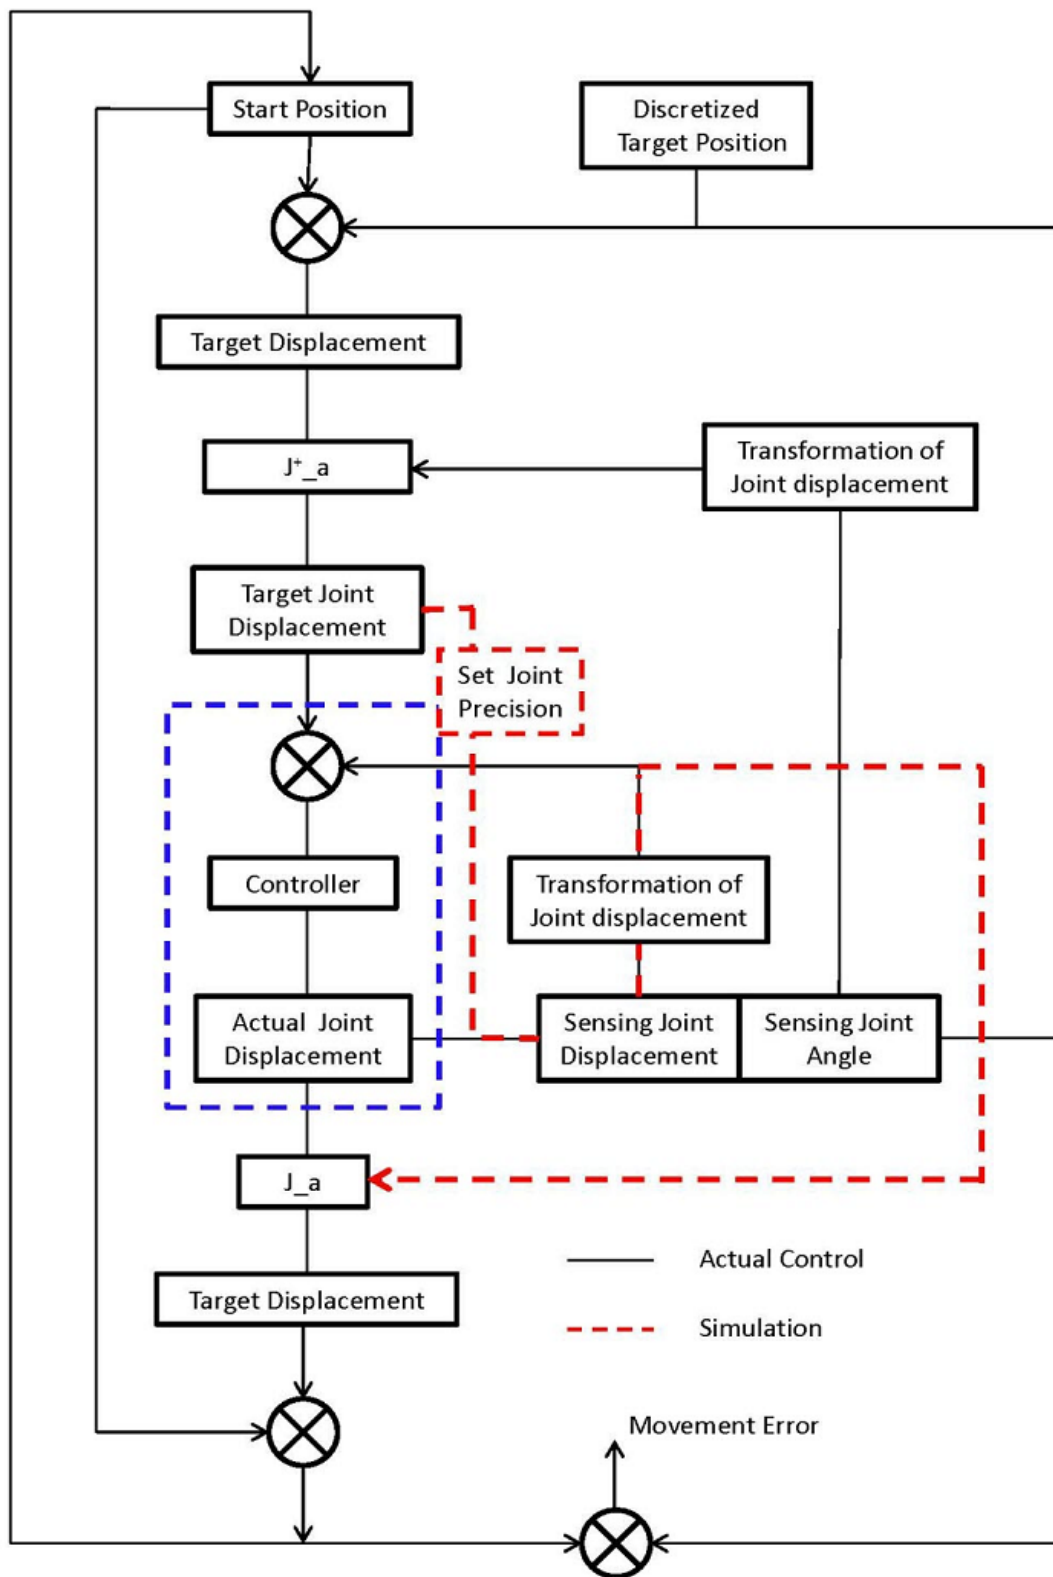 Start Position
Discretized
Target Position
Target Displacement
J⁺_a
Transformation of
Joint displacement
Target Joint
Displacement
Set Joint
Precision
Controller
Transformation of
Joint displacement
Actual Joint
Displacement
Sensing Joint
Displacement
Sensing Joint
Angle
J_a
Actual Control
Target Displacement
Simulation
Movement Error